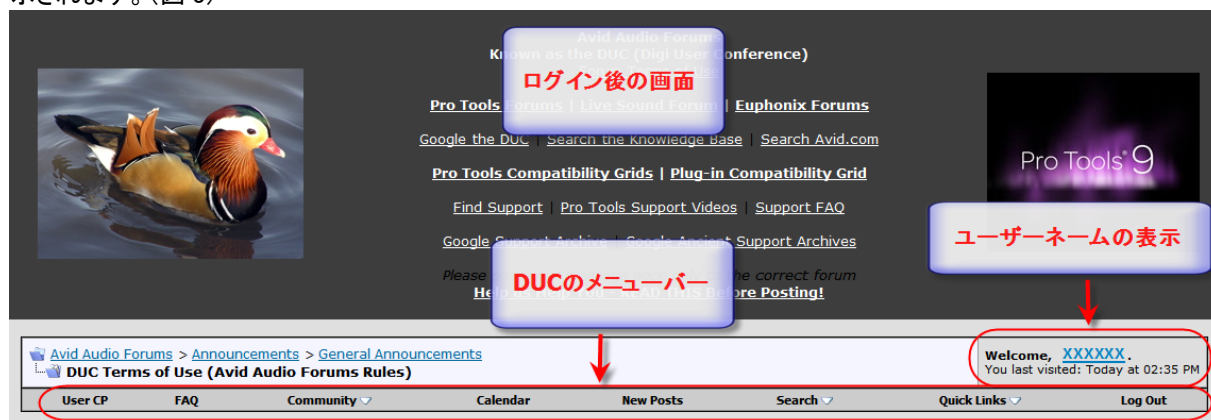 示されます。(図 5)
Avid Audio Forums
Known as the DUC (Digi User Conference)
ログイン後の画面
Pro Tools Forums | Live Sound Forum | Euphonix Forums
Google the DUC | Search the Knowledge Base | Search Avid.com
Pro Tools Compatibility Grids | Plug-in Compatibility Grid
Pro Tools 9
Find Support | Pro Tools Support Videos | Support FAQ
ユーザーネームの表示
Google Support Archive | Google Ancient Support Archives
Please the correct forum
DUCのメニューバー
Help us Help You - READ THIS Before Posting!
Avid Audio Forums > Announcements > General Announcements
DUC Terms of Use (Avid Audio Forums Rules)
Welcome, XXXXXX.
You last visited: Today at 02:35 PM
User CP FAQ Community Calendar New Posts Search Quick Links Log Out